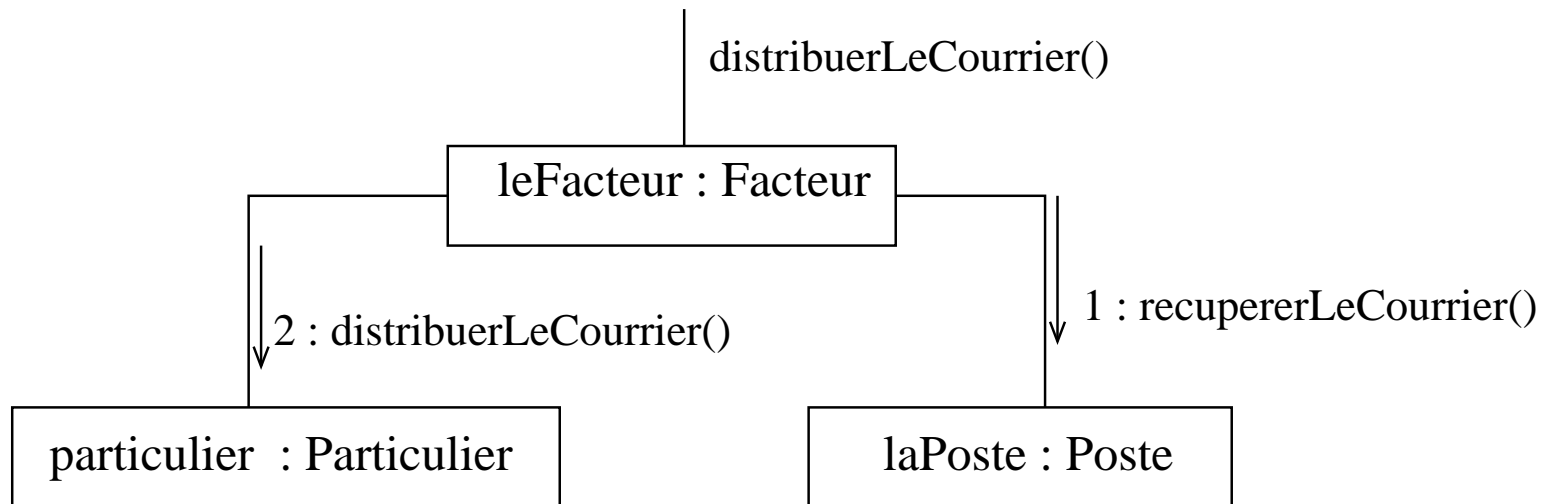 distribuerLeCourrier()
leFacteur : Facteur
1 : recupererLeCourrier()
2 : distribuerLeCourrier()
particulier : Particulier
laPoste : Poste